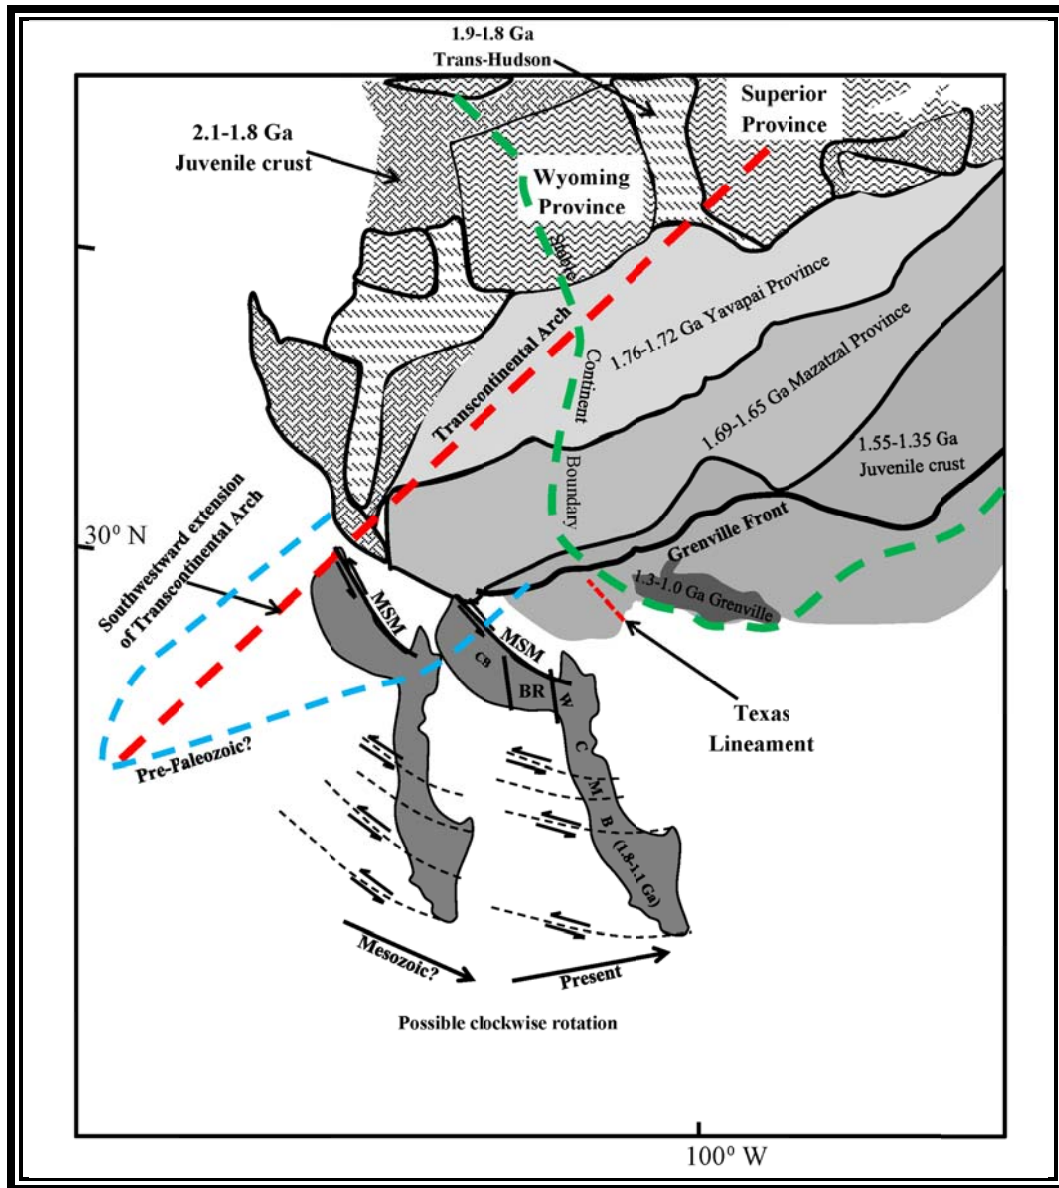 1.9-1.8 Ga
Trans-Hudson
Superior
Province
2.1-1.8 Ga
Juvenile crust
Wyoming
Province
Stable
Continent
Boundary
Transcontinental Arch
1.76-1.72 Ga Yavapai Province
1.69-1.65 Ga Mazatzal Province
1.55-1.35 Ga
Juvenile crust
30⁰ N
Grenville Front
1.3-1.0 Ga Grenville
Southwestward extension
of Transcontinental Arch
MSM
MSM
CB
BR
W
C
M
B
(1.8-1.1 Ga)
Texas
Lineament
Pre-Paleozoic?
Mesozoic?
Present
Possible clockwise rotation
100⁰ W